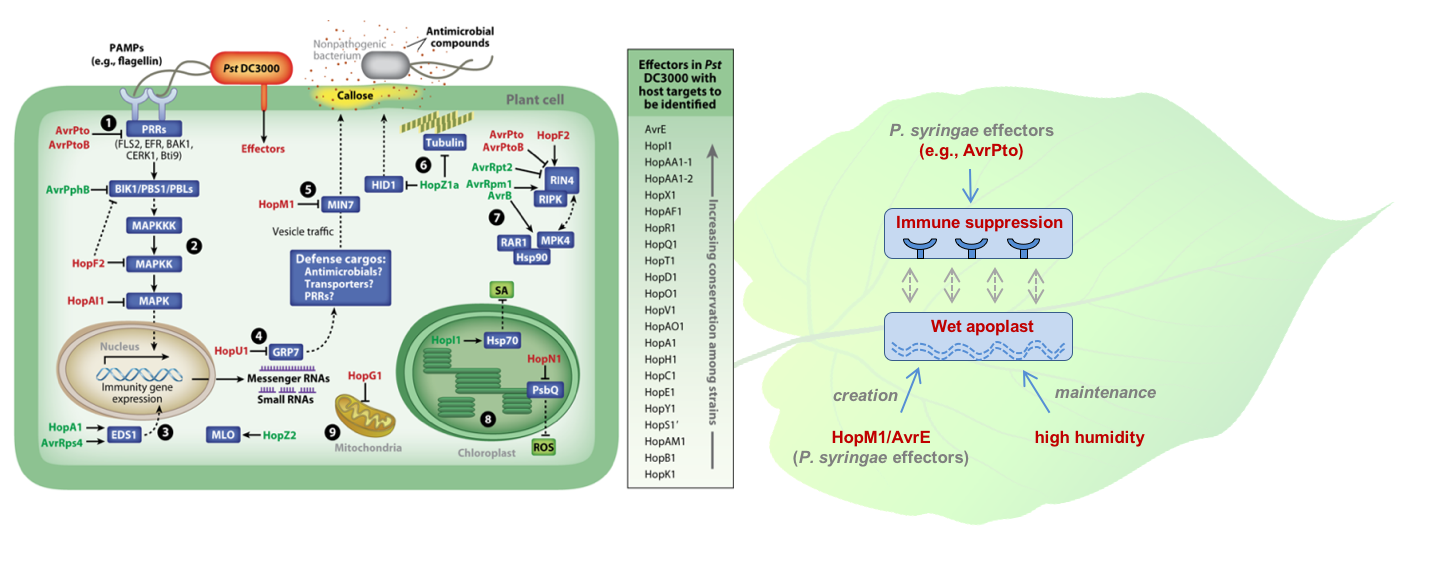 PAMPs
(e.g., flagellin)
Pst DC3000
Nonpathogenic
bacterium
Antimicrobial
compounds
Callose
Plant cell
1
AvrPto
AvrPtoB
PRRs
(FLS2, EFR, BAK1,
CERK1, Bti9)
Effectors
AvrPphB
BIK1/PBS1/PBLs
MAPKKK
2
HopF2
MAPKK
HopAI1
MAPK
5
HopM1
MIN7
Vesicle traffic
Defense cargos:
Antimicrobials?
Transporters?
PRRs?
Tubulin
6
HID1
HopZ1a
AvrPto
AvrPtoB
HopF2
AvrRpt2
RIN4
AvrRpm1
AvrB
RIPK
7
RAR1
MPK4
Hsp90
Nucleus
Immunity gene
expression
4
HopU1
GRP7
Messenger RNAs
Small RNAs
HopA1
AvrRps4
EDS1
3
MLO
HopZ2
HopG1
9
Mitochondria
SA
HopI1
Hsp70
HopN1
PsbQ
8
Chloroplast
ROS
Effectors in Pst
DC3000 with
host targets to
be identified
AvrE
HopI1
HopAA1-1
HopAA1-2
HopX1
HopAF1
HopR1
HopQ1
HopT1
HopD1
HopO1
HopV1
HopAO1
HopA1
HopH1
HopC1
HopE1
HopY1
HopS1′
HopAM1
HopB1
HopK1
Increasing conservation among strains
P. syringae effectors
(e.g., AvrPto)
Immune suppression
Wet apoplast
creation
maintenance
HopM1/AvrE
(P. syringae effectors)
high humidity